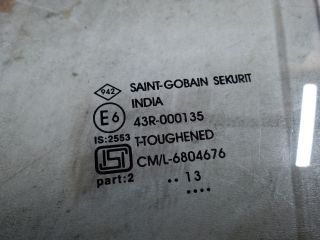 942 SAINT-GOBAIN SEKURIT
INDIA
E6 43R-000135
IS:2553 T-TOUGHENED
ISI CM/L-6804676
part:2 .. 13
....